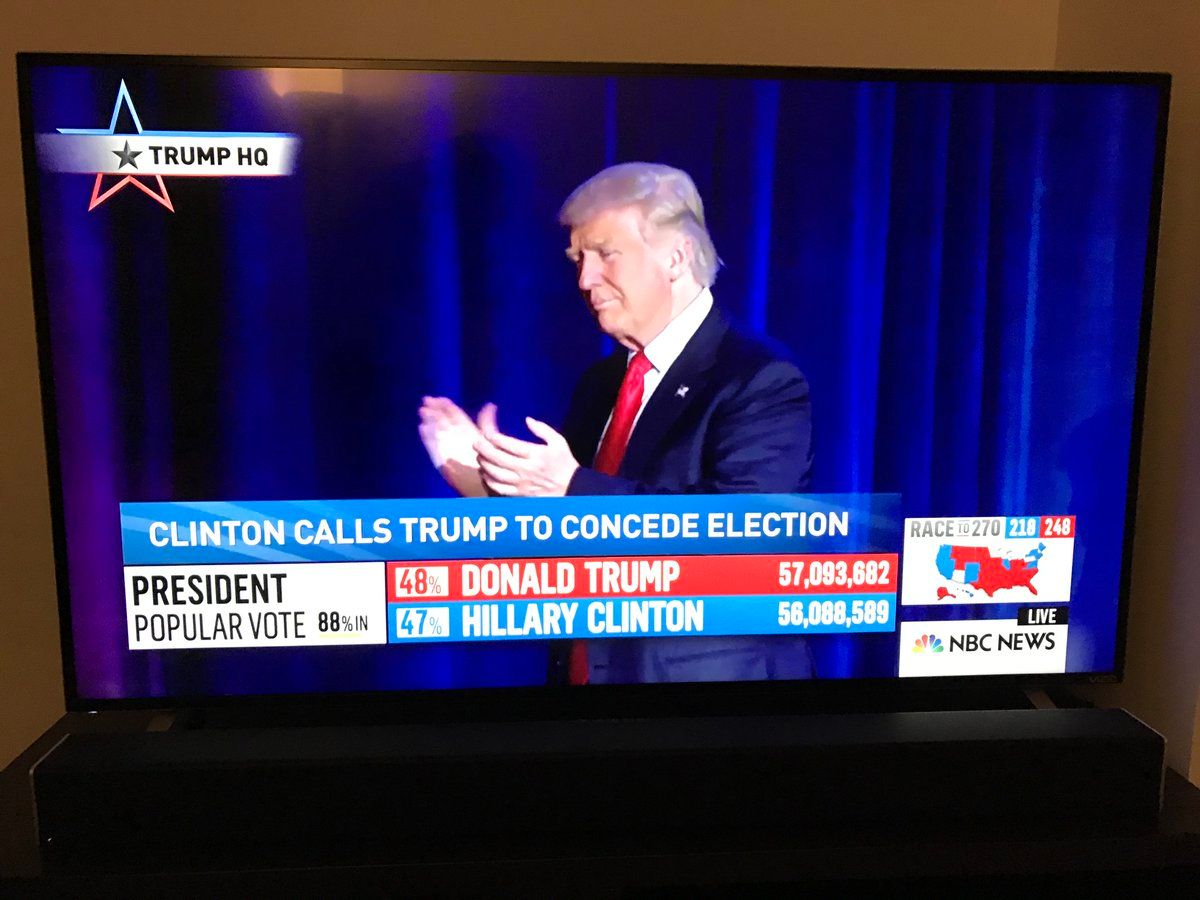 TRUMP HQ
CLINTON CALLS TRUMP TO CONCEDE ELECTION
PRESIDENT
POPULAR VOTE 88% IN
48% DONALD TRUMP 57,093,682
47% HILLARY CLINTON 56,088,589
RACE TO 270 218 248
LIVE
NBC NEWS
VIZIO